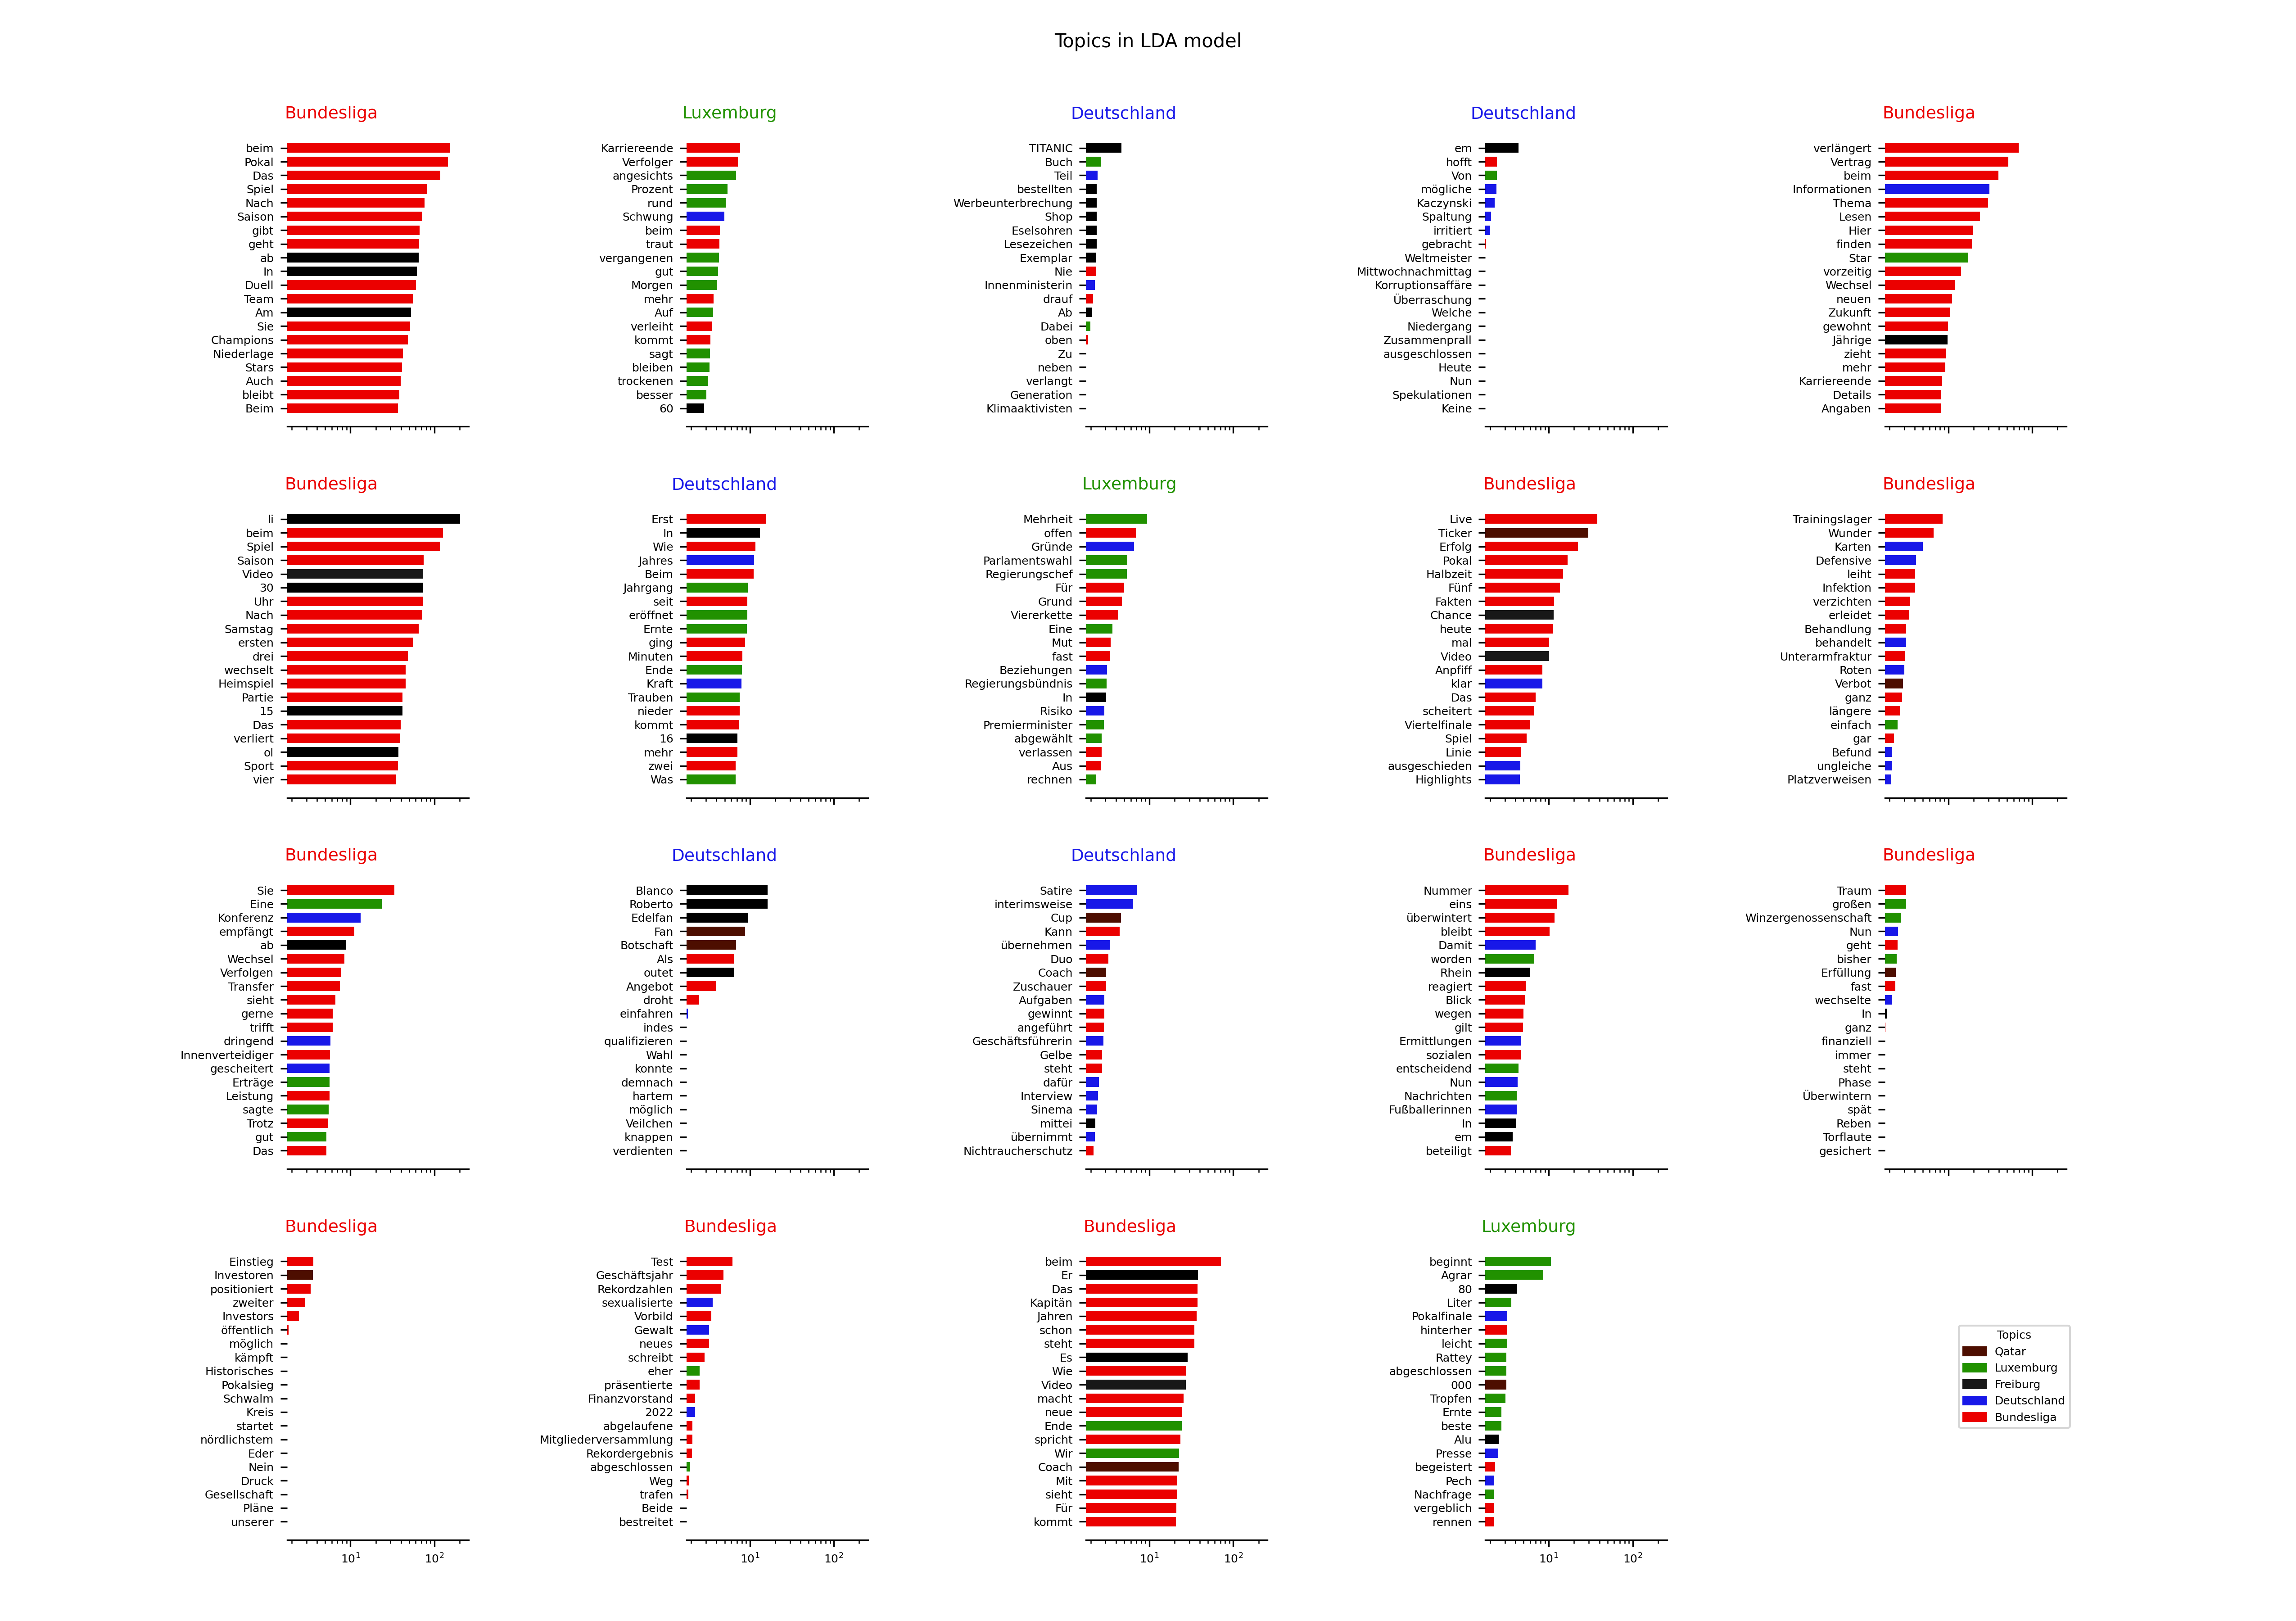 Topics in LDA model
Bundesliga
beim
Pokal
Das
Spiel
Nach
Saison
gibt
geht
ab
In
Duell
Team
Am
Sie
Champions
Niederlage
Stars
Auch
bleibt
Beim
Luxemburg
Karriereende
Verfolger
angesichts
Prozent
rund
Schwung
beim
traut
vergangenen
gut
Morgen
mehr
Auf
verleiht
kommt
sagt
bleiben
trockenen
besser
60
Deutschland
TITANIC
Buch
Teil
bestellten
Werbeunterbrechung
Shop
Eselsohren
Lesezeichen
Exemplar
Nie
Innenministerin
drauf
Ab
Dabei
oben
Zu
neben
verlangt
Generation
Klimaaktivisten
Deutschland
em
hofft
Von
mögliche
Kaczynski
Spaltung
irritiert
gebracht
Weltmeister
Mittwochnachmittag
Korruptionsaffäre
Überraschung
Welche
Niedergang
Zusammenprall
ausgeschlossen
Heute
Nun
Spekulationen
Keine
Bundesliga
verlängert
Vertrag
beim
Informationen
Thema
Lesen
Hier
finden
Star
vorzeitig
Wechsel
neuen
Zukunft
gewohnt
Jährige
zieht
mehr
Karriereende
Details
Angaben
Bundesliga
li
beim
Spiel
Saison
Video
30
Uhr
Nach
Samstag
ersten
drei
wechselt
Heimspiel
Partie
15
Das
verliert
ol
Sport
vier
Deutschland
Erst
In
Wie
Jahres
Beim
Jahrgang
seit
eröffnet
Ernte
ging
Minuten
Ende
Kraft
Trauben
nieder
kommt
16
mehr
zwei
Was
Luxemburg
Mehrheit
offen
Gründe
Parlamentswahl
Regierungschef
Für
Grund
Viererkette
Eine
Mut
fast
Beziehungen
Regierungsbündnis
In
Risiko
Premierminister
abgewählt
verlassen
Aus
rechnen
Bundesliga
Live
Ticker
Erfolg
Pokal
Halbzeit
Fünf
Fakten
Chance
heute
mal
Video
Anpfiff
klar
Das
scheitert
Viertelfinale
Spiel
Linie
ausgeschieden
Highlights
Bundesliga
Trainingslager
Wunder
Karten
Defensive
leiht
Infektion
verzichten
erleidet
Behandlung
behandelt
Unterarmfraktur
Roten
Verbot
ganz
längere
einfach
gar
Befund
ungleiche
Platzverweisen
Bundesliga
Sie
Eine
Konferenz
empfängt
ab
Wechsel
Verfolgen
Transfer
sieht
gerne
trifft
dringend
Innenverteidiger
gescheitert
Erträge
Leistung
sagte
Trotz
gut
Das
Deutschland
Blanco
Roberto
Edelfan
Fan
Botschaft
Als
outet
Angebot
droht
einfahren
indes
qualifizieren
Wahl
konnte
demnach
hartem
möglich
Veilchen
knappen
verdienten
Deutschland
Satire
interimsweise
Cup
Kann
übernehmen
Duo
Coach
Zuschauer
Aufgaben
gewinnt
angeführt
Geschäftsführerin
Gelbe
steht
dafür
Interview
Sinema
mittei
übernimmt
Nichtraucherschutz
Bundesliga
Nummer
eins
überwintert
bleibt
Damit
worden
Rhein
reagiert
Blick
wegen
gilt
Ermittlungen
sozialen
entscheidend
Nun
Nachrichten
Fußballerinnen
In
em
beteiligt
Bundesliga
Traum
großen
Winzergenossenschaft
Nun
geht
bisher
Erfüllung
fast
wechselte
In
ganz
finanziell
immer
steht
Phase
Überwintern
spät
Reben
Torflaute
gesichert
Bundesliga
Einstieg
Investoren
positioniert
zweiter
Investors
öffentlich
möglich
kämpft
Historisches
Pokalsieg
Schwalm
Kreis
startet
nördlichstem
Eder
Nein
Druck
Gesellschaft
Pläne
unserer
10¹ 10²
Bundesliga
Test
Geschäftsjahr
Rekordzahlen
sexualisierte
Vorbild
Gewalt
neues
schreibt
eher
präsentierte
Finanzvorstand
2022
abgelaufene
Mitgliederversammlung
Rekordergebnis
abgeschlossen
Weg
trafen
Beide
bestreitet
10¹ 10²
Bundesliga
beim
Er
Das
Kapitän
Jahren
schon
steht
Es
Wie
Video
macht
neue
Ende
spricht
Wir
Coach
Mit
sieht
Für
kommt
10¹ 10²
Luxemburg
beginnt
Agrar
80
Liter
Pokalfinale
hinterher
leicht
Rattey
abgeschlossen
000
Tropfen
Ernte
beste
Alu
Presse
begeistert
Pech
Nachfrage
vergeblich
rennen
10¹ 10²
Topics
Qatar
Luxemburg
Freiburg
Deutschland
Bundesliga